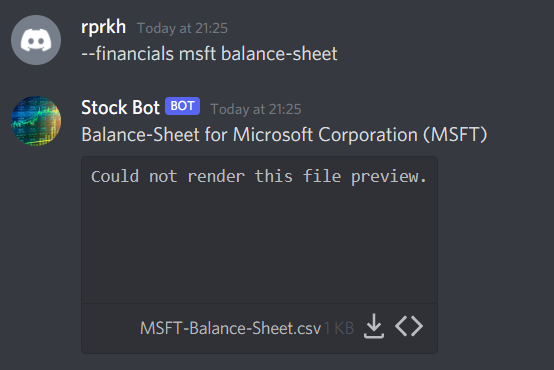 rprkh Today at 21:25
--financials msft balance-sheet
Stock Bot BOT Today at 21:25
Balance-Sheet for Microsoft Corporation (MSFT)
Could not render this file preview.
MSFT-Balance-Sheet.csv 1 KB